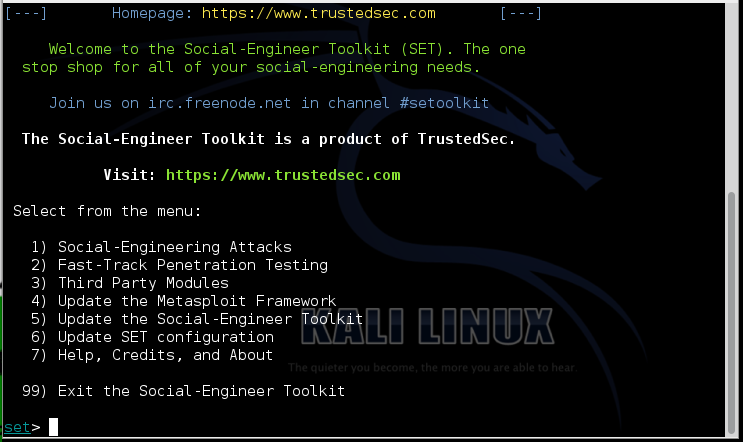 [---]       Homepage: https://www.trustedsec.com       [---]
Welcome to the Social-Engineer Toolkit (SET). The one
stop shop for all of your social-engineering needs.
Join us on irc.freenode.net in channel #setoolkit
The Social-Engineer Toolkit is a product of TrustedSec.
Visit: https://www.trustedsec.com
Select from the menu:
1) Social-Engineering Attacks
2) Fast-Track Penetration Testing
3) Third Party Modules
4) Update the Metasploit Framework
5) Update the Social-Engineer Toolkit
6) Update SET configuration
7) Help, Credits, and About
99) Exit the Social-Engineer Toolkit
set>
KALI LINUX
The quieter you become, the more you are able to hear.